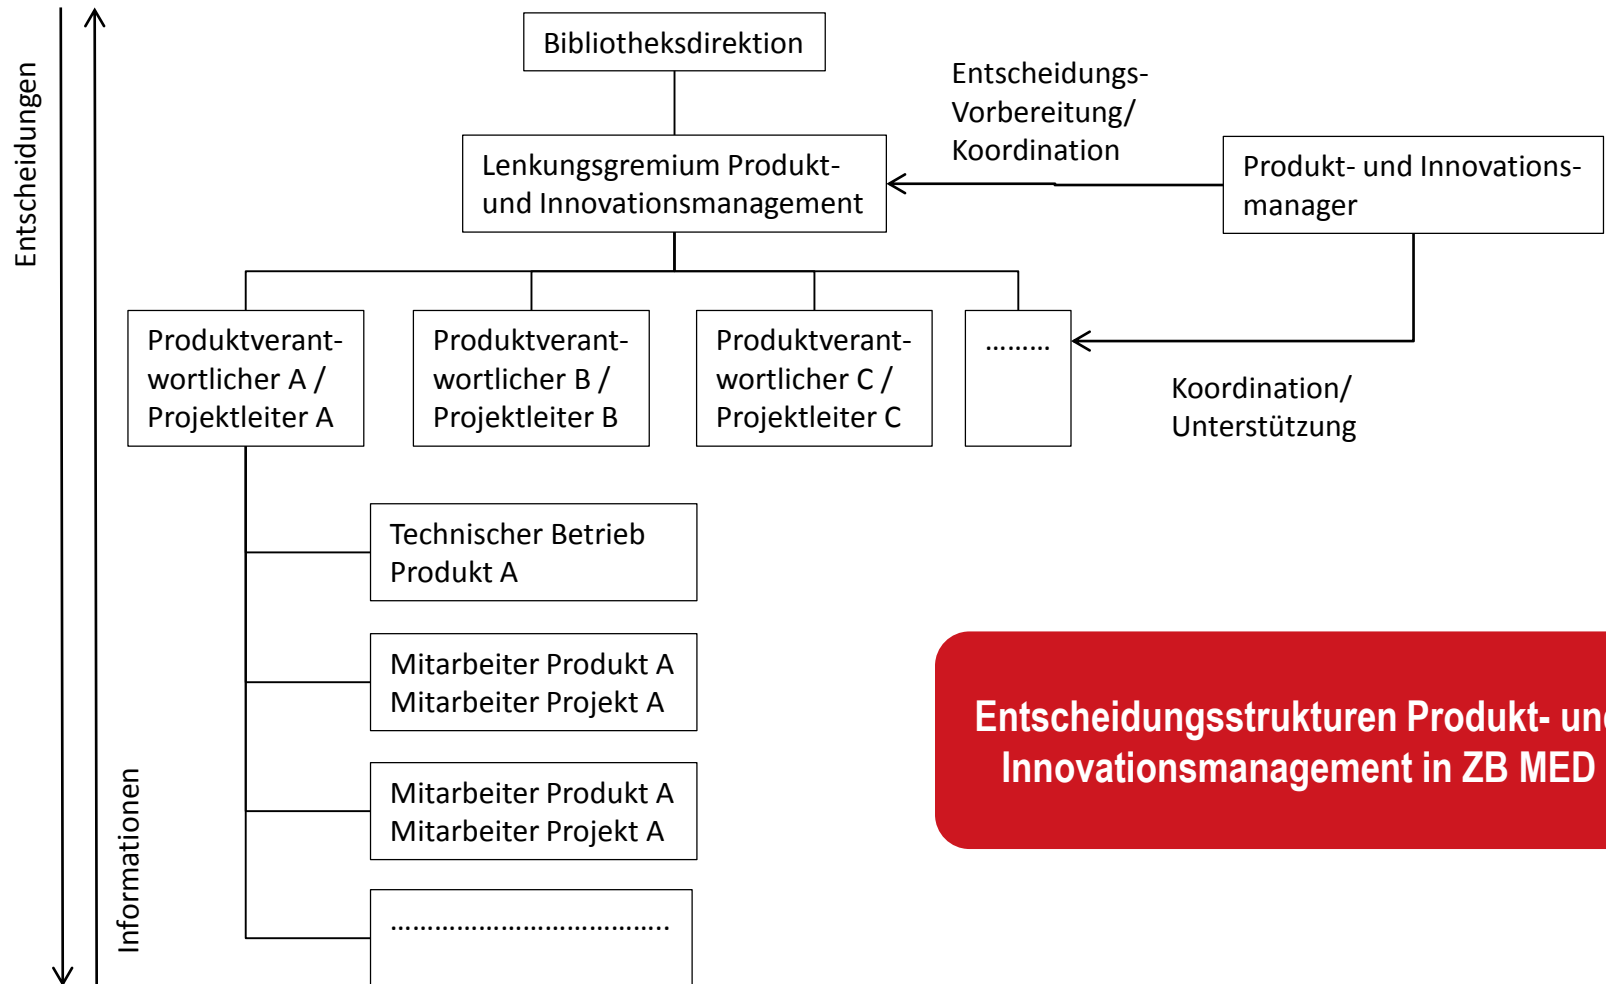 Entscheidungen
Informationen
Bibliotheksdirektion
Entscheidungs-
Vorbereitung/
Koordination
Lenkungsgremium Produkt-
und Innovationsmanagement
Produkt- und Innovations-
manager
Produktverant-
wortlicher A /
Projektleiter A
Produktverant-
wortlicher B /
Projektleiter B
Produktverant-
wortlicher C /
Projektleiter C
………
Koordination/
Unterstützung
Technischer Betrieb
Produkt A
Mitarbeiter Produkt A
Mitarbeiter Projekt A
Mitarbeiter Produkt A
Mitarbeiter Projekt A
………………………………..
Entscheidungsstrukturen Produkt- und
Innovationsmanagement in ZB MED